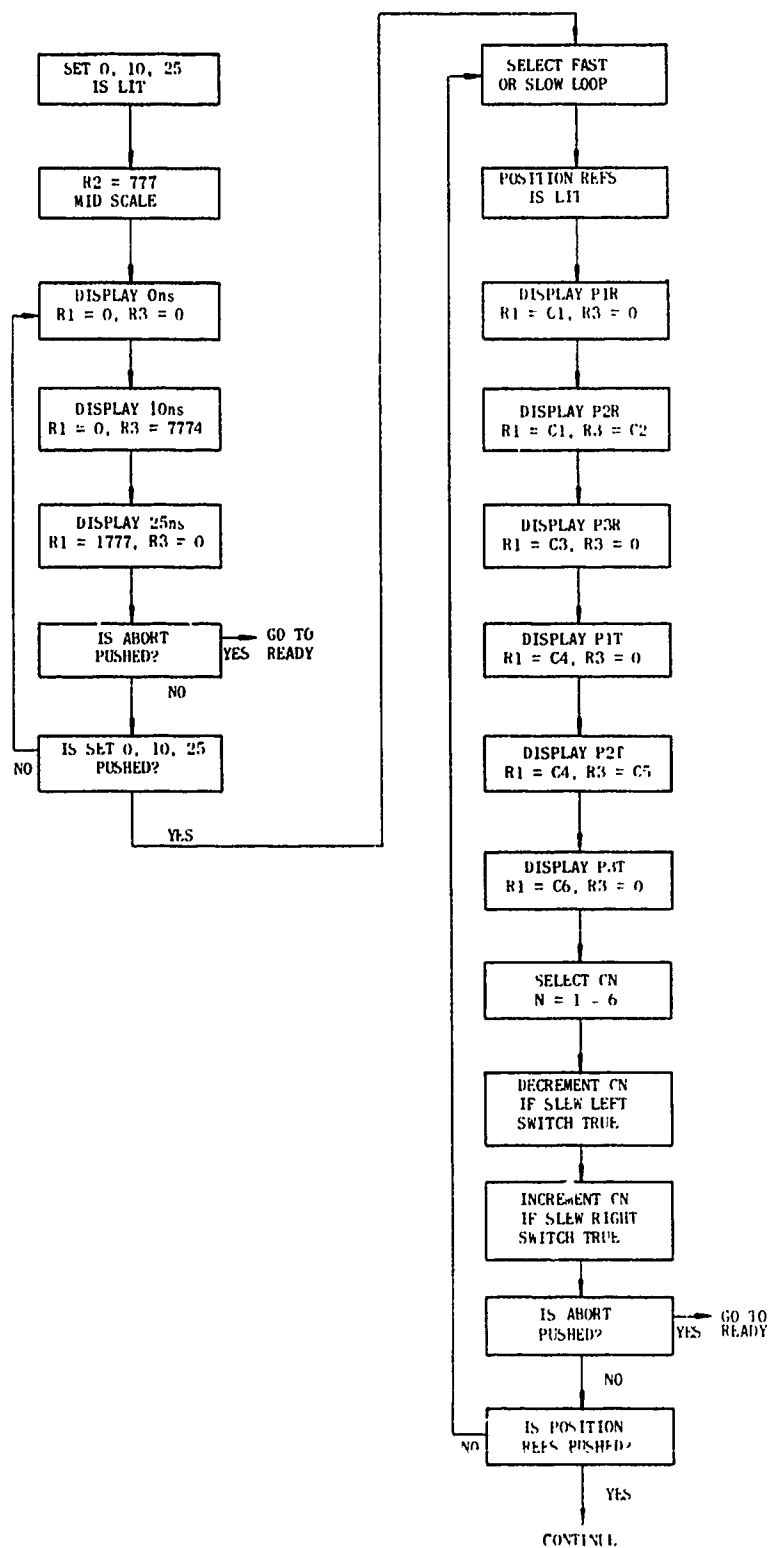 SET 0, 10, 25
IS LIT
R2 = 777
MID SCALE
DISPLAY 0ns
R1 = 0, R3 = 0
DISPLAY 10ns
R1 = 0, R3 = 7774
DISPLAY 25ns
R1 = 1777, R3 = 0
IS ABORT
PUSHED?
YES
GO TO
READY
NO
IS SET 0, 10, 25
PUSHED?
NO
YES
SELECT FAST
OR SLOW LOOP
POSITION REFS
IS LIT
DISPLAY P1R
R1 = C1, R3 = 0
DISPLAY P2R
R1 = C1, R3 = C2
DISPLAY P3R
R1 = C3, R3 = 0
DISPLAY P1T
R1 = C4, R3 = 0
DISPLAY P2T
R1 = C4, R3 = C5
DISPLAY P3T
R1 = C6, R3 = 0
SELECT CN
N = 1 - 6
DECREMENT CN
IF SLEW LEFT
SWITCH TRUE
INCREMENT CN
IF SLEW RIGHT
SWITCH TRUE
IS ABORT
PUSHED?
YES
GO TO
READY
NO
IS POSITION
REFS PUSHED?
NO
YES
CONTINUE